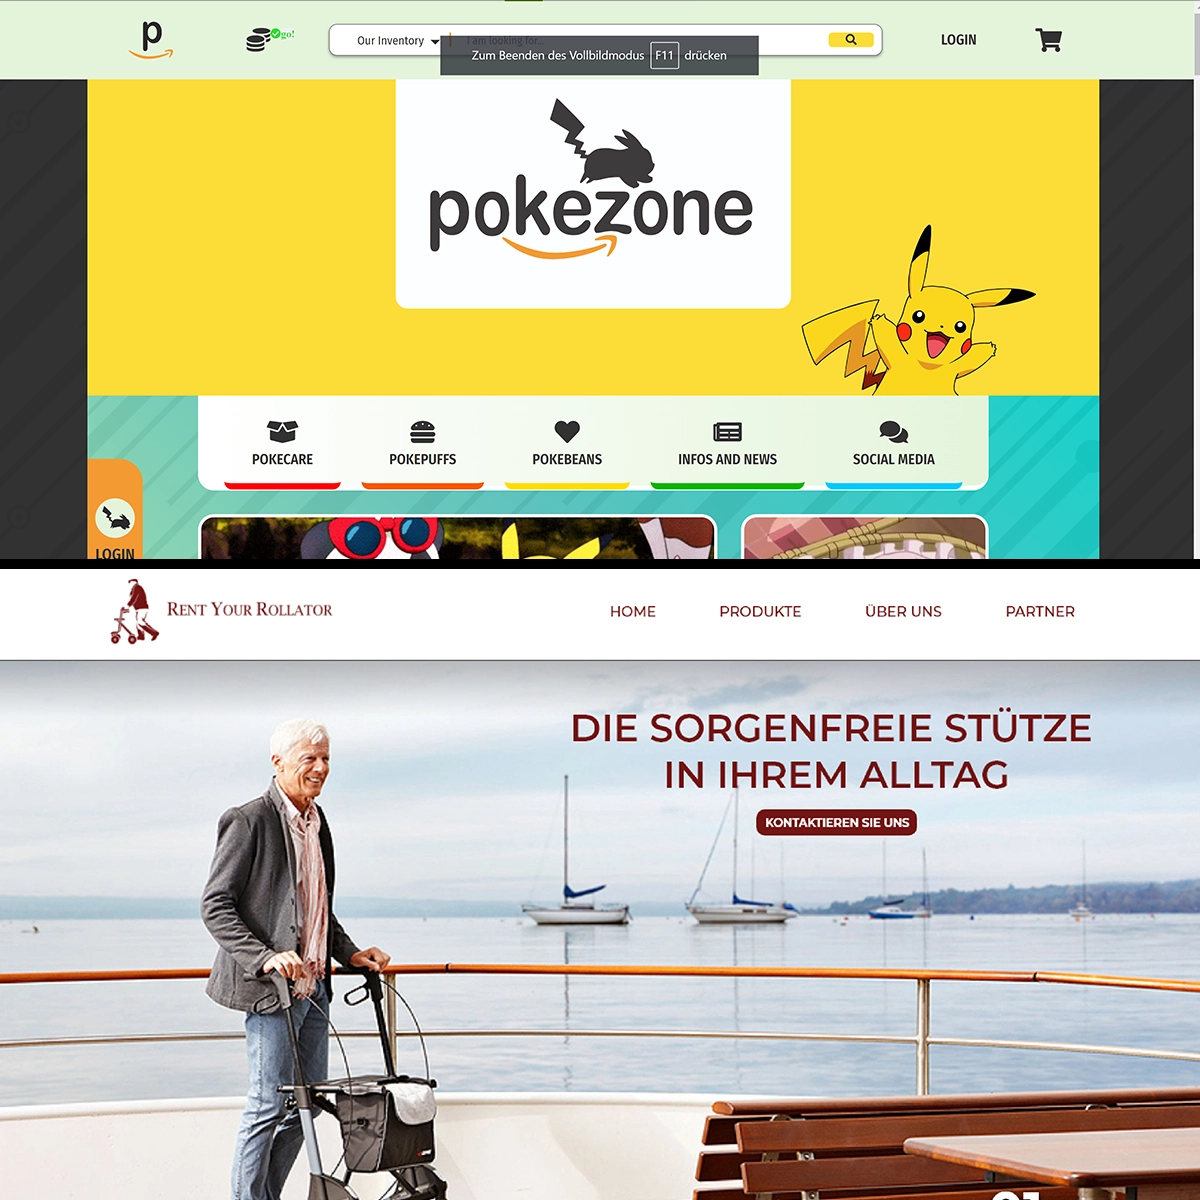 p
go!
Our Inventory
I am looking for...
LOGIN
Zum Beenden des Vollbildmodus F11 drücken
pokezone
POKECARE
POKEPUFFS
POKEBEANS
INFOS AND NEWS
SOCIAL MEDIA
LOGIN
RENT YOUR ROLLATOR
HOME
PRODUKTE
ÜBER UNS
PARTNER
DIE SORGENFREIE STÜTZE
IN IHREM ALLTAG
KONTAKTIEREN SIE UNS